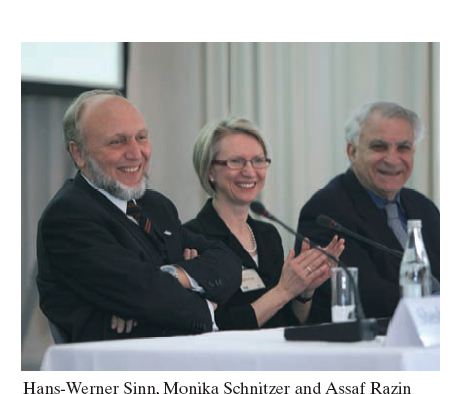 Hans-Werner Sinn, Monika Schnitzer and Assaf Razin